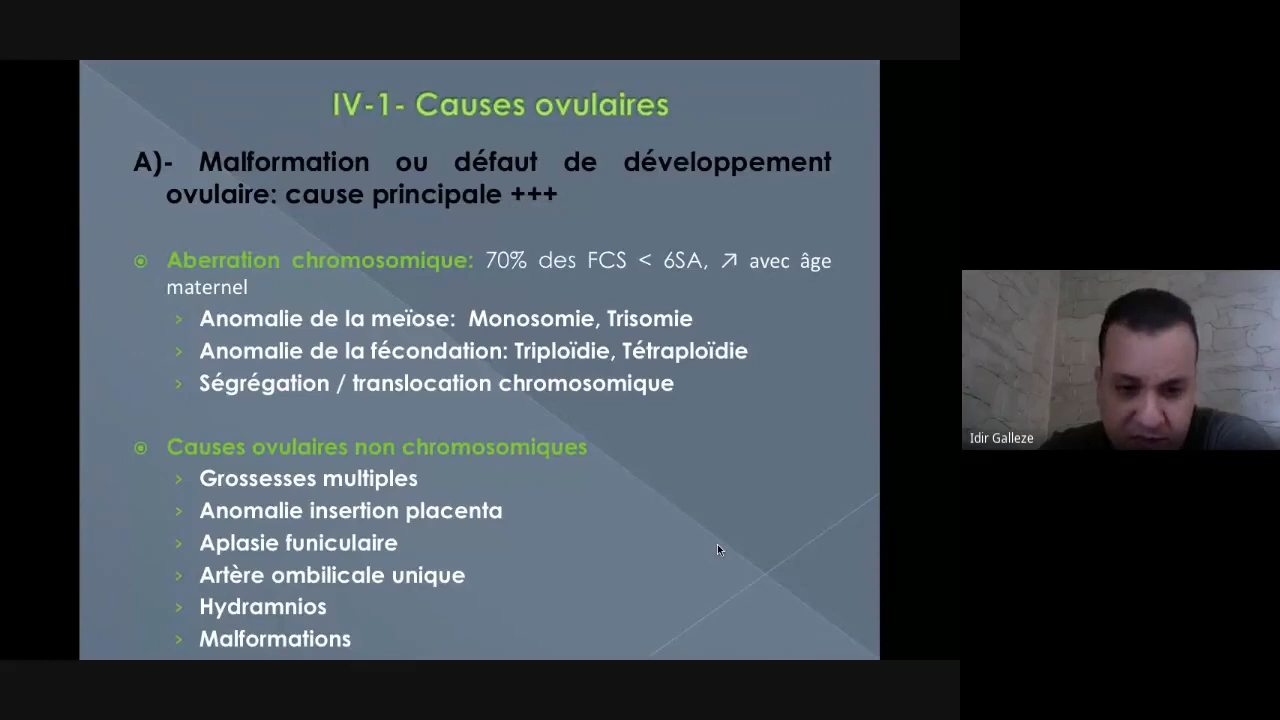 IV-1- Causes ovulaires
A)- Malformation ou défaut de développement
ovulaire: cause principale +++
Aberration chromosomique: 70% des FCS < 6SA, ↗ avec âge
maternel
Anomalie de la meïose: Monosomie, Trisomie
Anomalie de la fécondation: Triploïdie, Tétraploïdie
Ségrégation / translocation chromosomique
Causes ovulaires non chromosomiques
Grossesses multiples
Anomalie insertion placenta
Aplasie funiculaire
Artère ombilicale unique
Hydramnios
Malformations
Idir Galleze